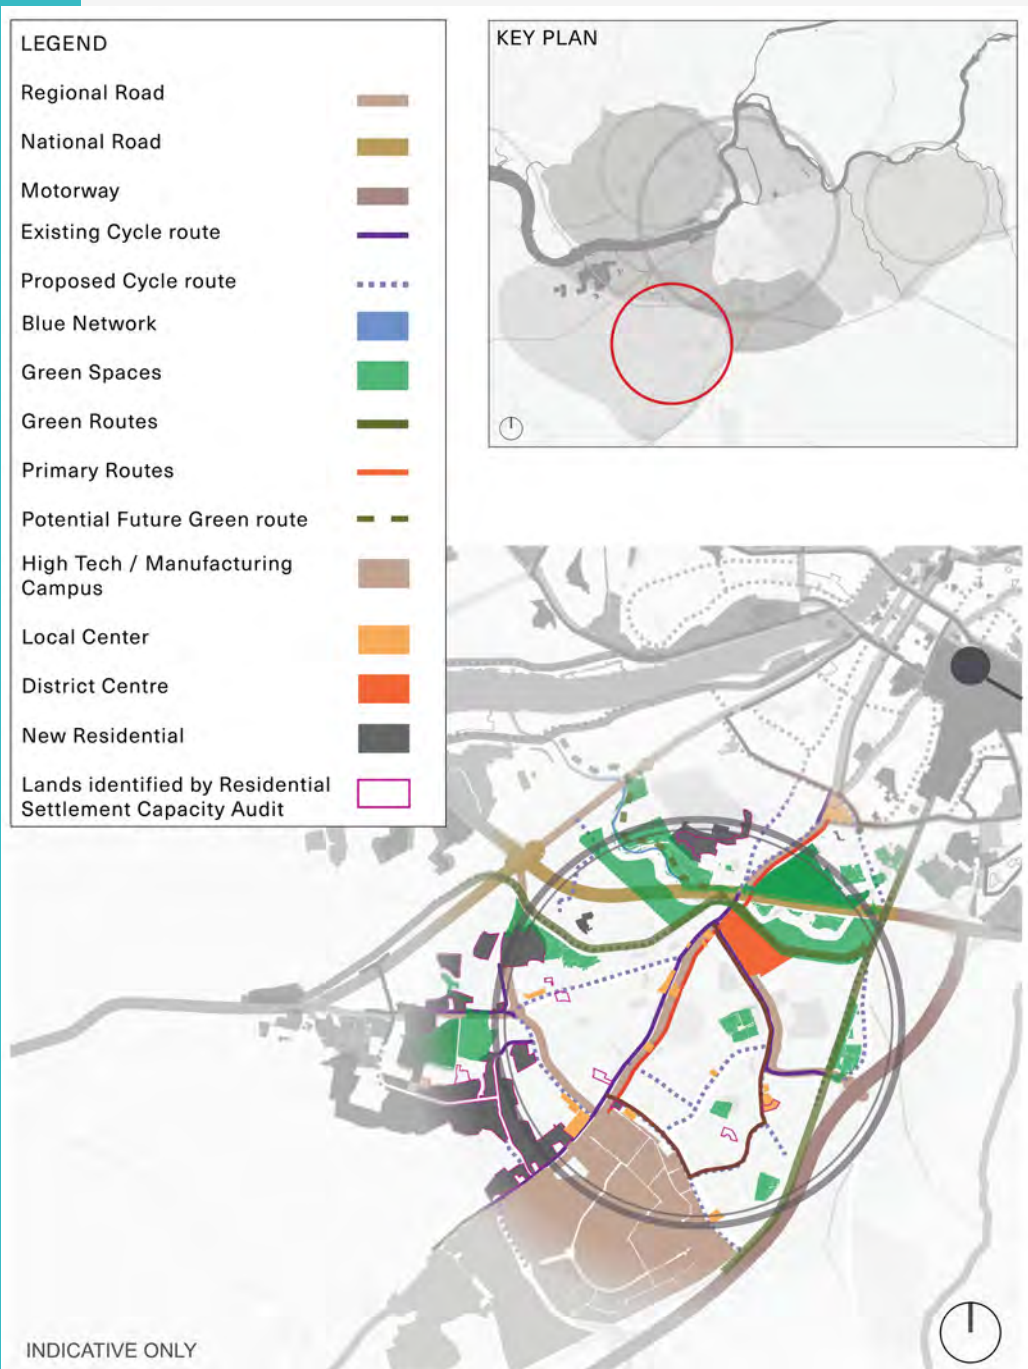 LEGEND
Regional Road
National Road
Motorway
Existing Cycle route
Proposed Cycle route
Blue Network
Green Spaces
Green Routes
Primary Routes
Potential Future Green route
High Tech / Manufacturing
Campus
Local Center
District Centre
New Residential
Lands identified by Residential
Settlement Capacity Audit
KEY PLAN
INDICATIVE ONLY